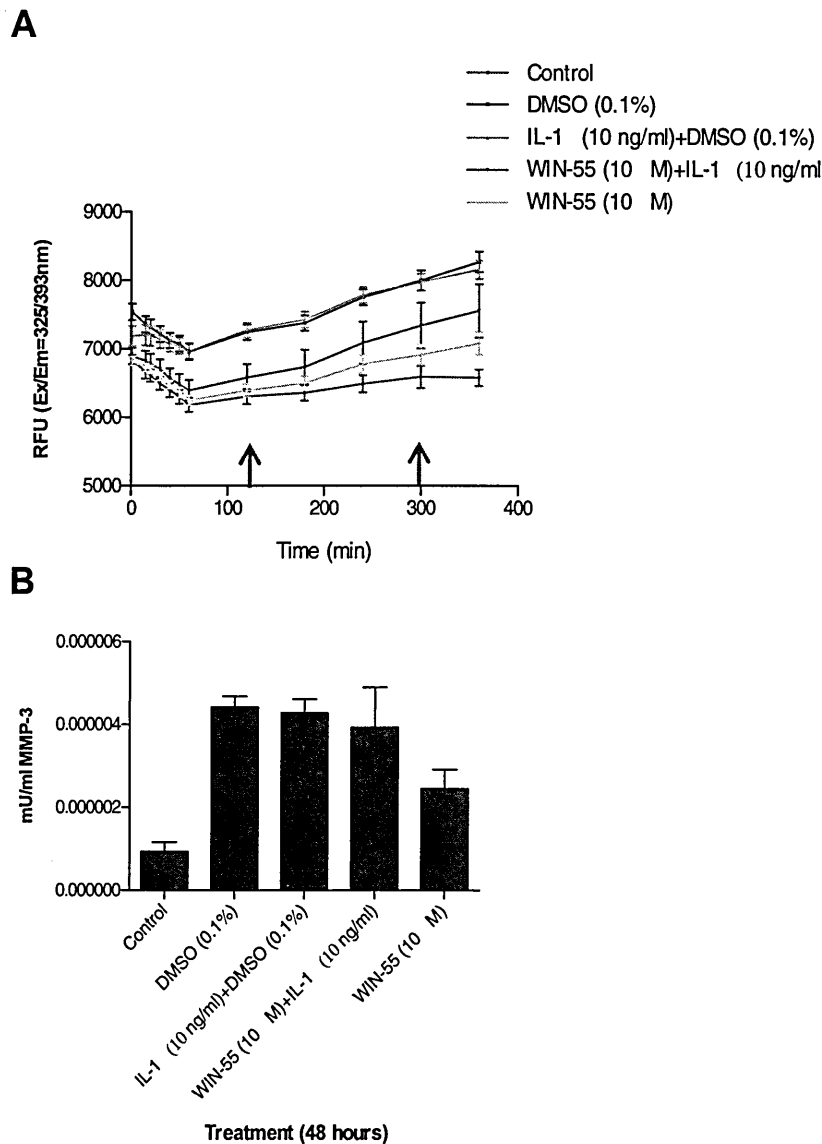 A
Control
DMSO (0.1%)
IL-1 (10 ng/ml)+DMSO (0.1%)
WIN-55 (10 M)+IL-1 (10 ng/ml
WIN-55 (10 M)
9000
8000
7000
6000
5000
RFU (Ex/Em=325/393nm)
0
100
200
300
400
Time (min)
B
0.000006
0.000004
0.000002
0.000000
mU/ml MMP-3
Control
DMSO (0.1%)
IL-1 (10 ng/ml)+DMSO (0.1%)
WIN-55 (10 M)+IL-1 (10 ng/ml)
WIN-55 (10 M)
Treatment (48 hours)